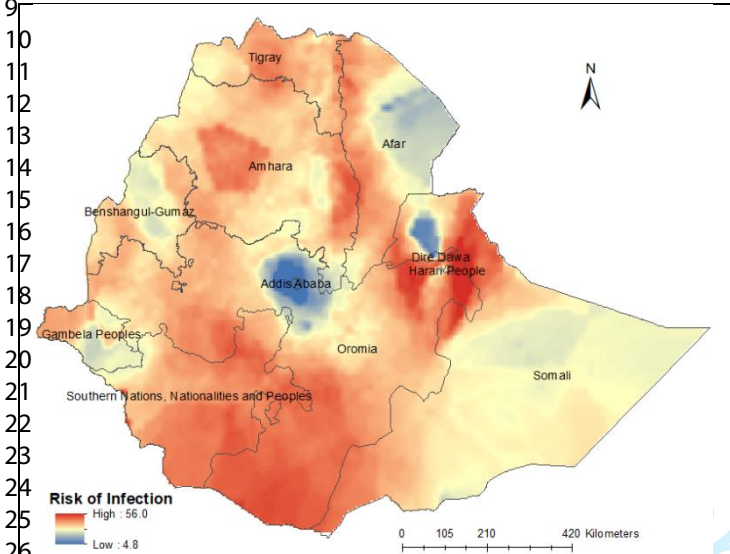 9
10
11
12
13
14
15
16
17
18
19
20
21
22
23
24
25
26
N
Tigray
Afar
Amhara
Benshangul-Gumaz
Dire Dawa
Harari People
Addis Ababa
Gambela Peoples
Oromia
Somali
Southern Nations, Nationalities and Peoples
Risk of Infection
High : 56.0
Low : 4.8
0 105 210 420 Kilometers